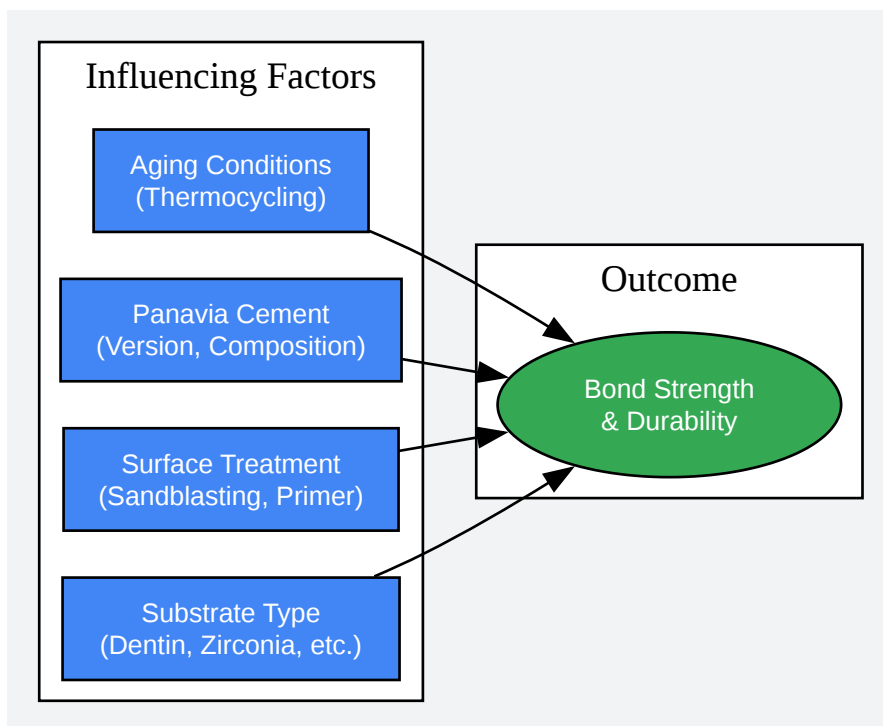 Influencing Factors
Aging Conditions
(Thermocycling)
Panavia Cement
(Version, Composition)
Surface Treatment
(Sandblasting, Primer)
Substrate Type
(Dentin, Zirconia, etc.)
Outcome
Bond Strength
& Durability